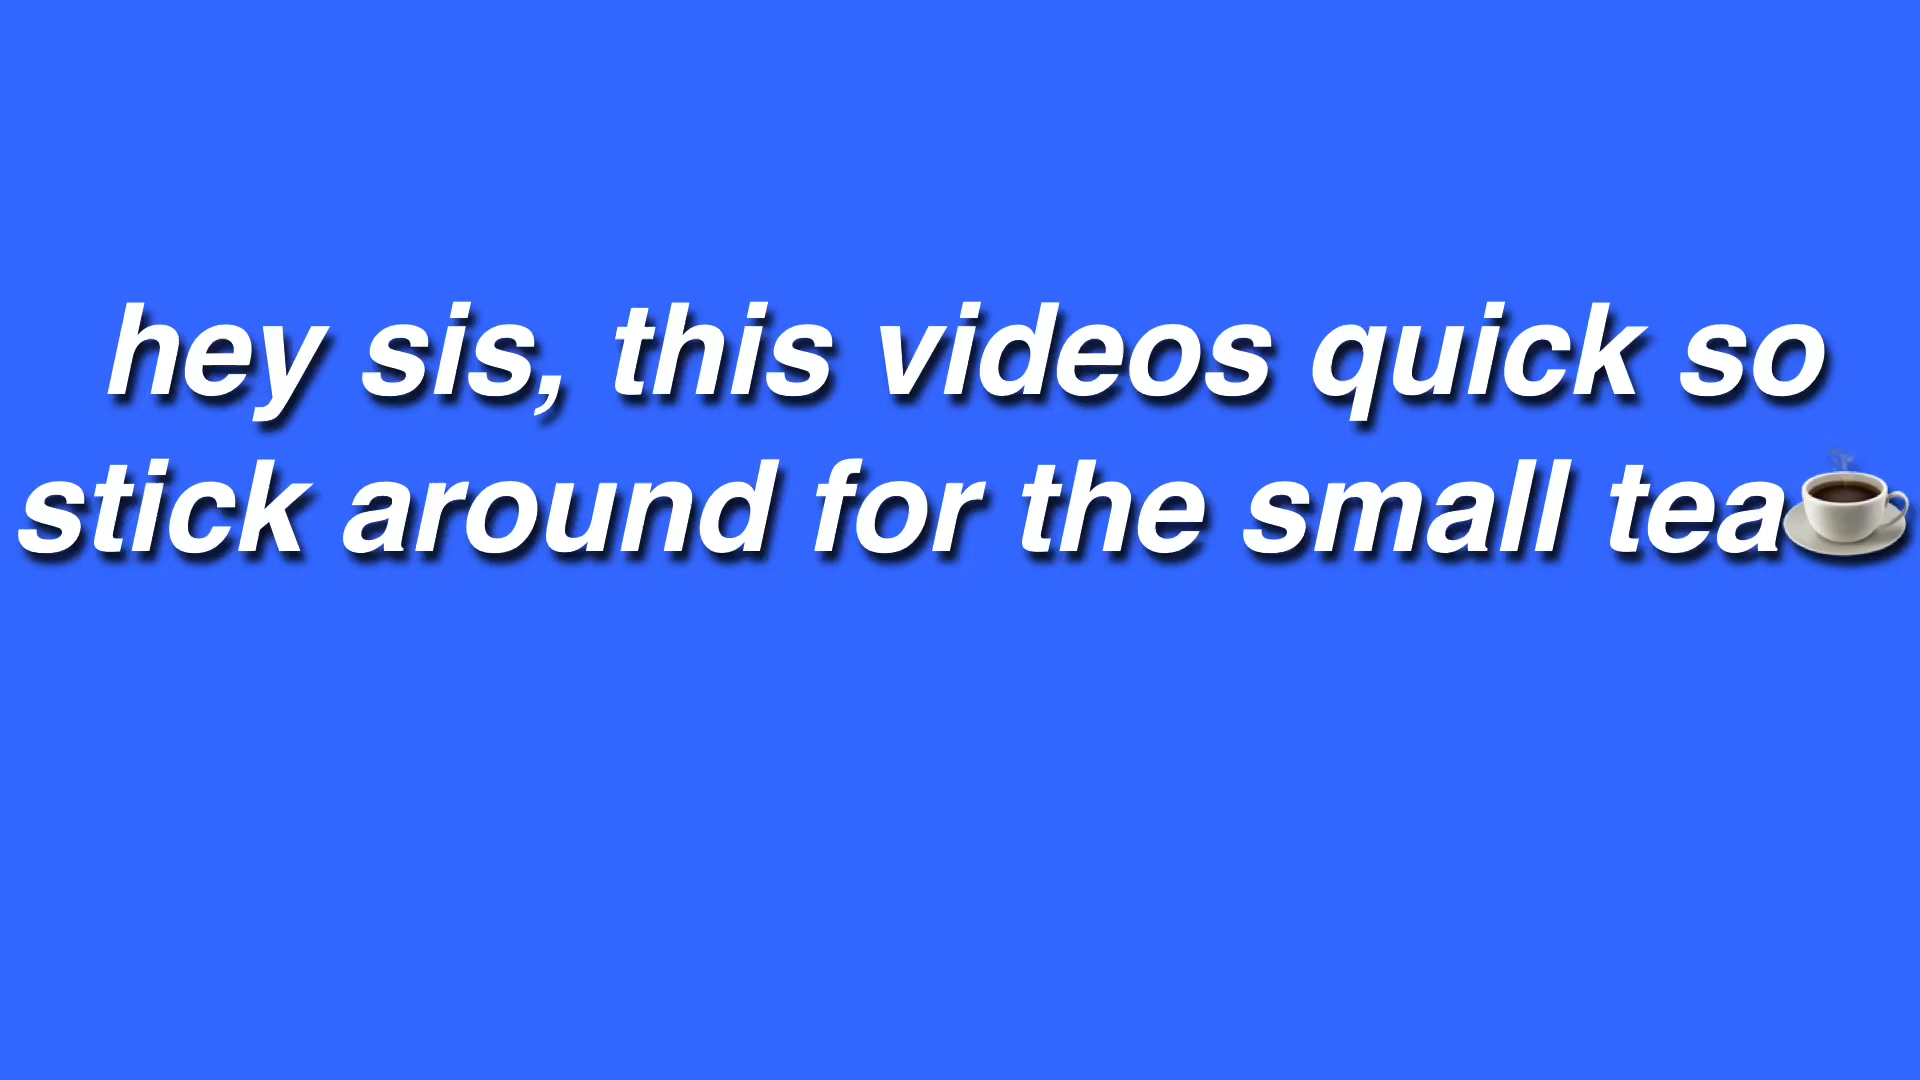 hey sis, this videos quick so
stick around for the small tea☕